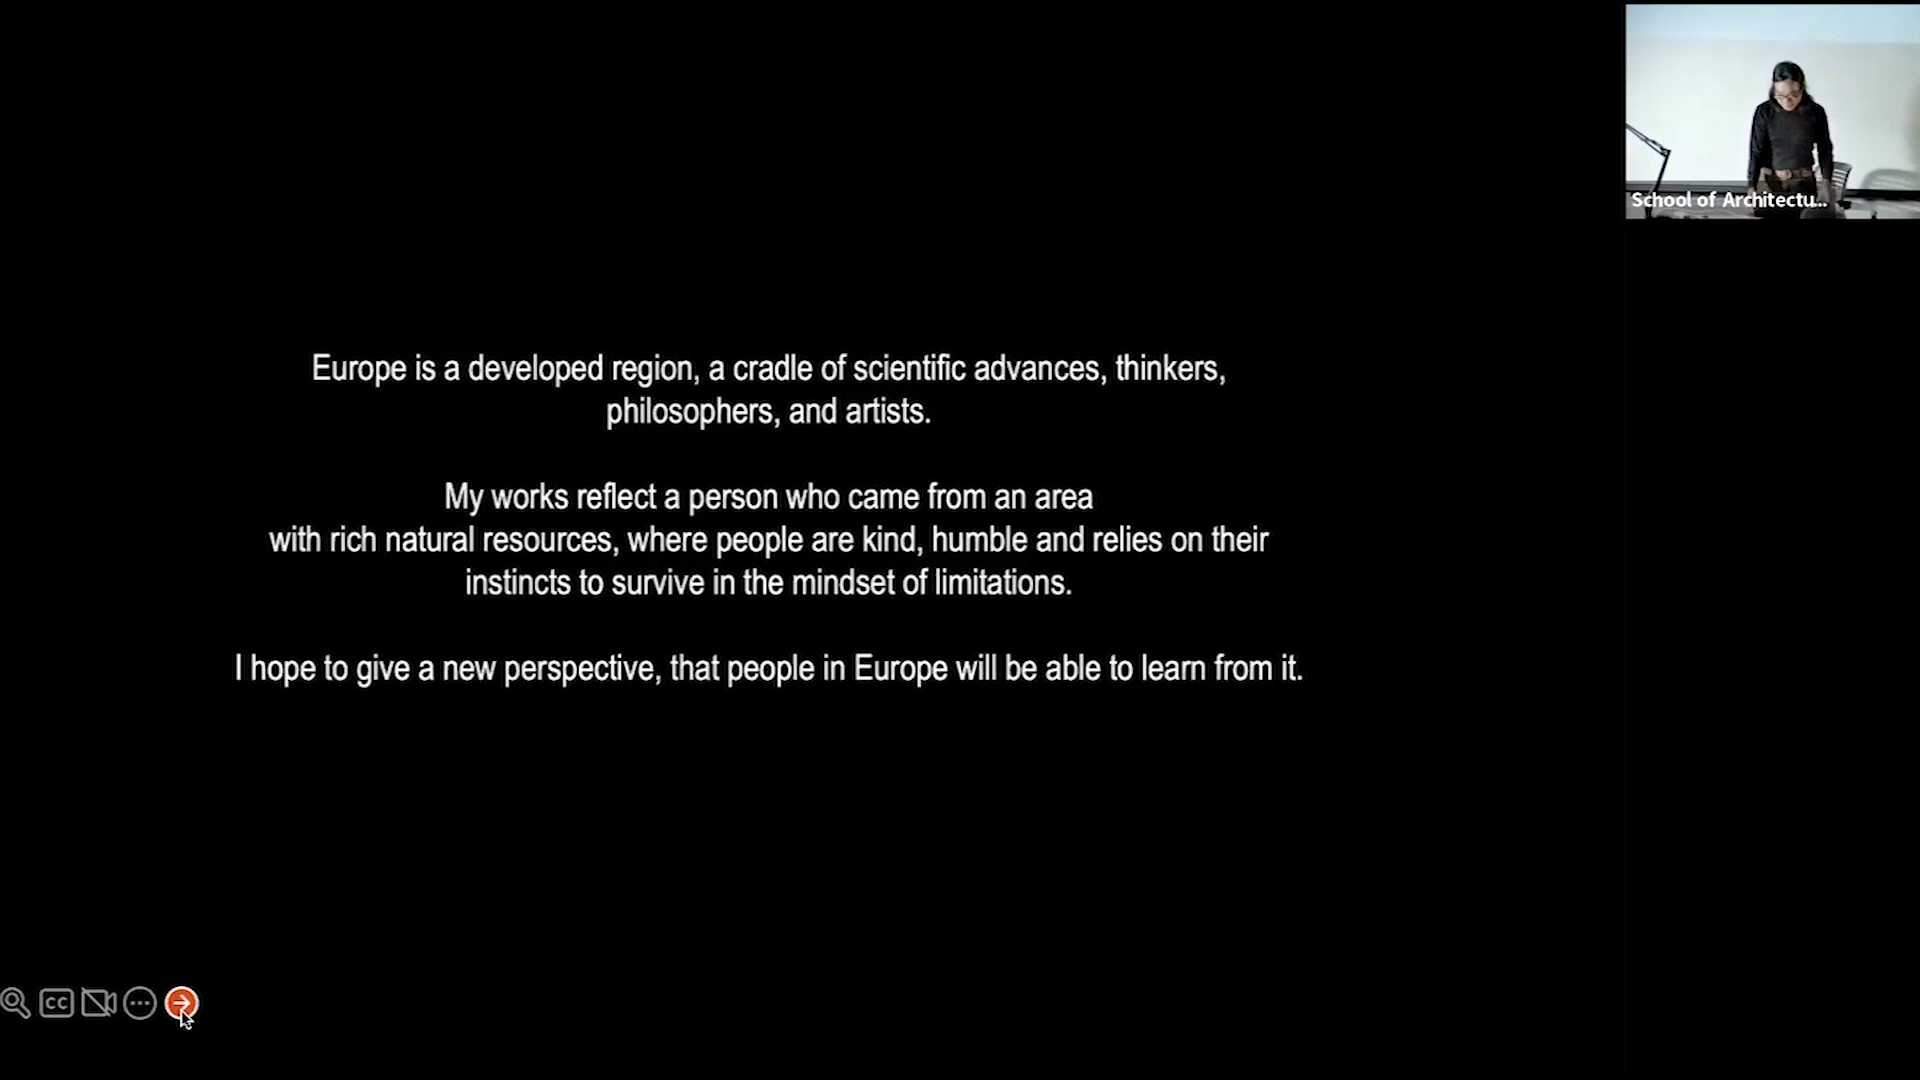 School of Architectu...
Europe is a developed region, a cradle of scientific advances, thinkers,
philosophers, and artists.
My works reflect a person who came from an area
with rich natural resources, where people are kind, humble and relies on their
instincts to survive in the mindset of limitations.
I hope to give a new perspective, that people in Europe will be able to learn from it.
CC